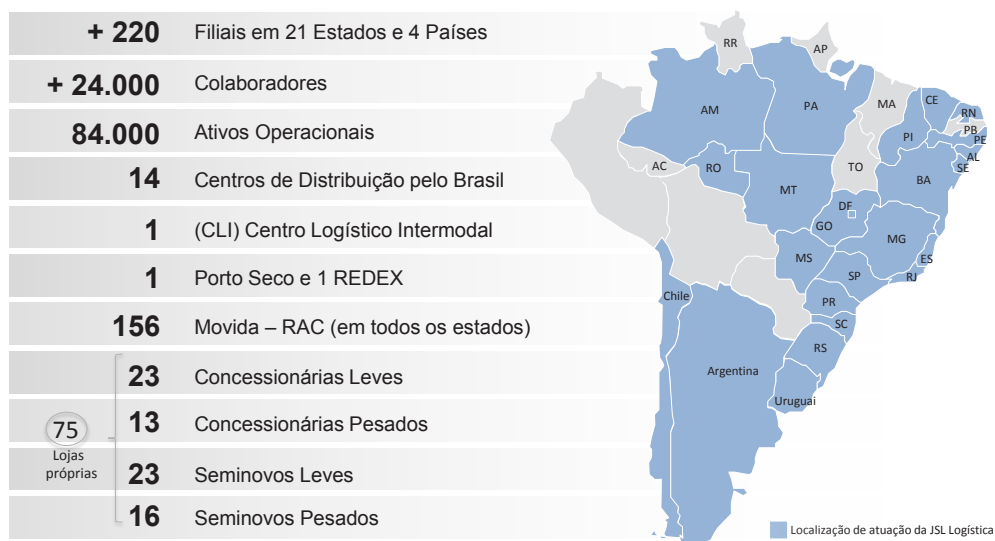 + 220 Filiais em 21 Estados e 4 Países
+ 24.000 Colaboradores
84.000 Ativos Operacionais
14 Centros de Distribuição pelo Brasil
1 (CLI) Centro Logístico Intermodal
1 Porto Seco e 1 REDEX
156 Movida – RAC (em todos os estados)
23 Concessionárias Leves
13 Concessionárias Pesados
75
Lojas
próprias
23 Seminovos Leves
16 Seminovos Pesados
RR
AP
AM
PA
MA
CE
RN
PB
PE
PI
AL
SE
AC
RO
TO
BA
MT
DF
GO
MG
MS
ES
SP
RJ
PR
SC
RS
Chile
Argentina
Uruguai
Localização de atuação da JSL Logística